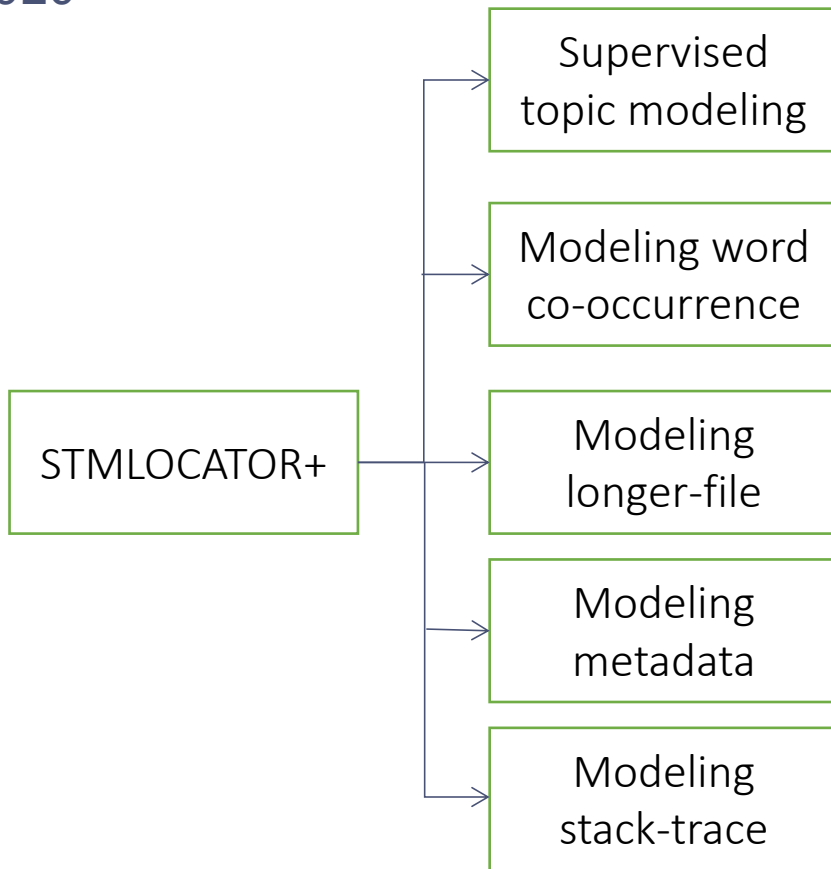 Supervised
topic modeling
Modeling word
co-occurrence
STMLOCATOR+
Modeling
longer-file
Modeling
metadata
Modeling
stack-trace